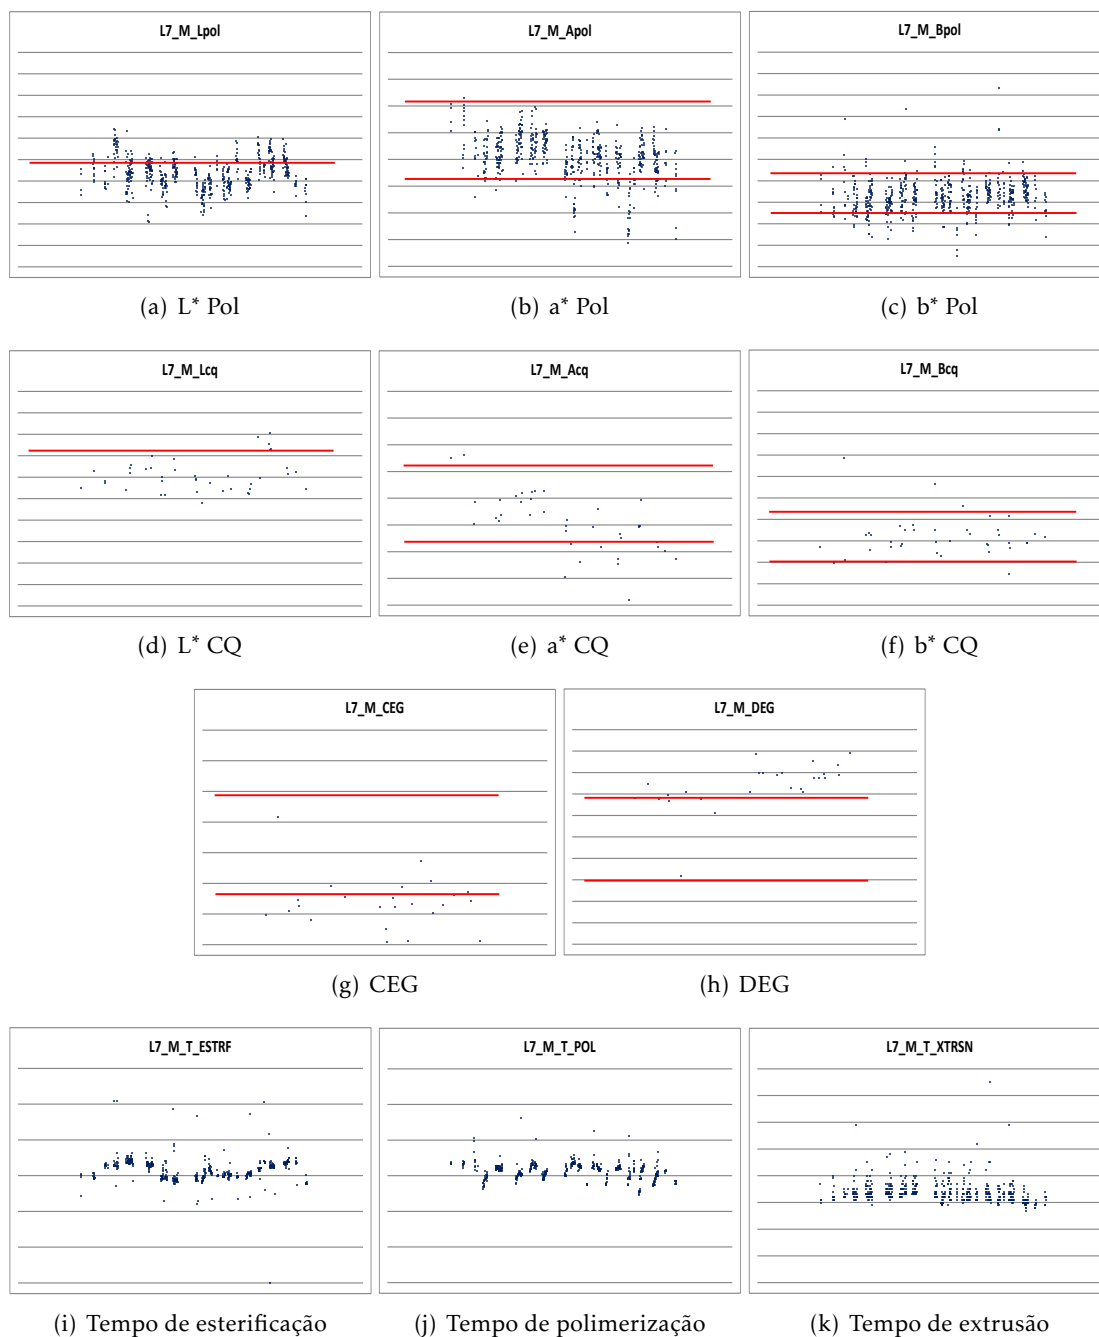 L7_M_Lpol
L7_M_Apol
L7_M_Bpol
(a) L* Pol
(b) a* Pol
(c) b* Pol
L7_M_Lcq
L7_M_Acq
L7_M_Bcq
(d) L* CQ
(e) a* CQ
(f) b* CQ
L7_M_CEG
L7_M_DEG
(g) CEG
(h) DEG
L7_M_T_ESTRF
L7_M_T_POL
L7_M_T_XTRSN
(i) Tempo de esterificação
(j) Tempo de polimerização
(k) Tempo de extrusão